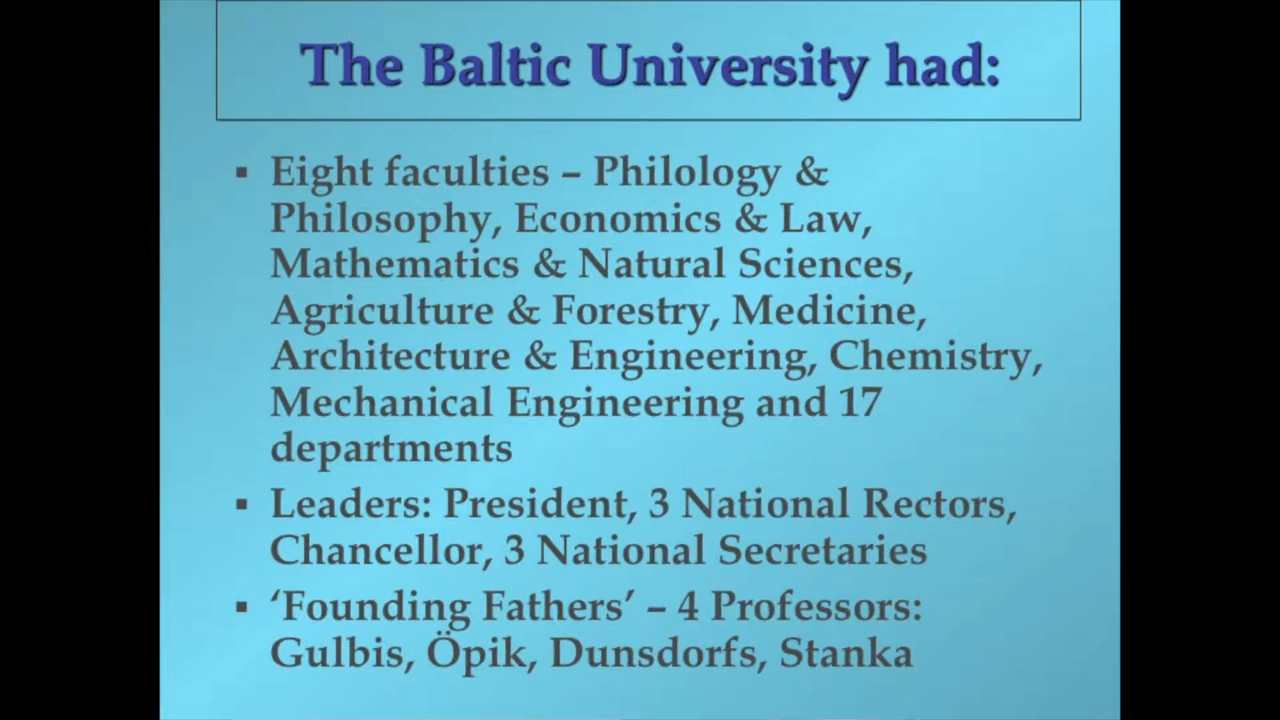 The Baltic University had:
▪ Eight faculties – Philology &
Philosophy, Economics & Law,
Mathematics & Natural Sciences,
Agriculture & Forestry, Medicine,
Architecture & Engineering, Chemistry,
Mechanical Engineering and 17
departments
▪ Leaders: President, 3 National Rectors,
Chancellor, 3 National Secretaries
▪ ‘Founding Fathers’ – 4 Professors:
Gulbis, Öpik, Dunsdorfs, Stanka